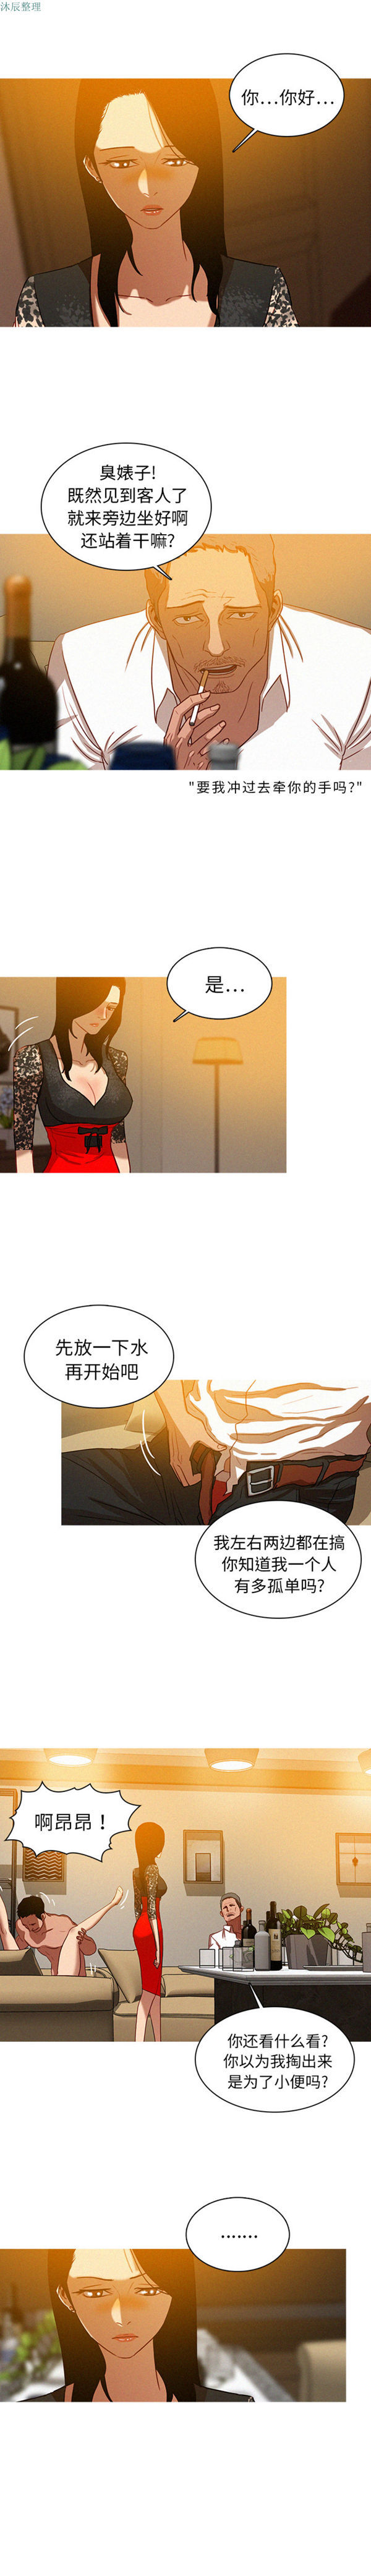 沐辰整理
你...你好...
臭婊子!
既然见到客人了
就来旁边坐好啊
还站着干嘛?
"要我冲过去牵你的手吗?"
是...
先放一下水
再开始吧
我左右两边都在搞
你知道我一个人
有多孤单吗?
啊昂昂！
你还看什么看?
你以为我掏出来
是为了小便吗?
.......